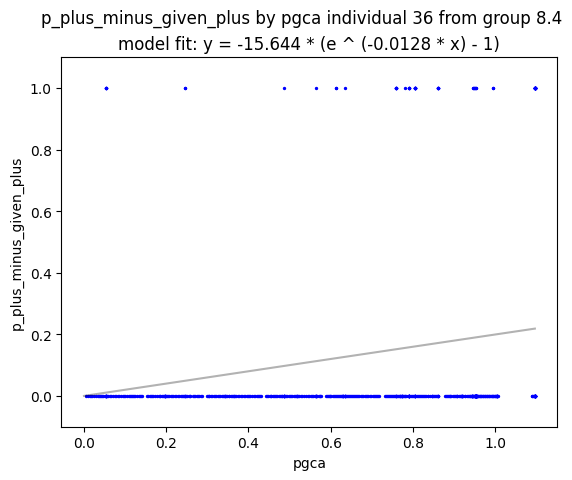 p_plus_minus_given_plus by pgca individual 36 from group 8.4
model fit: y = -15.644 * (e ^ (-0.0128 * x) - 1)
1.0
0.8
0.6
0.4
0.2
0.0
p_plus_minus_given_plus
0.0 0.2 0.4 0.6 0.8 1.0
pgca